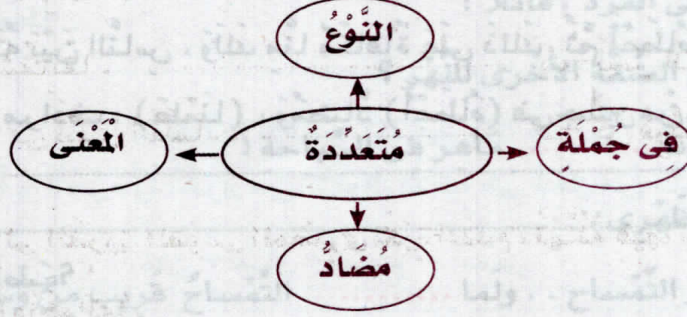 النَّوْعُ
فِى جُمْلَةِ
مُتَعَدِّدَةٌ
الْمَعْنَى
مُضَادُّ